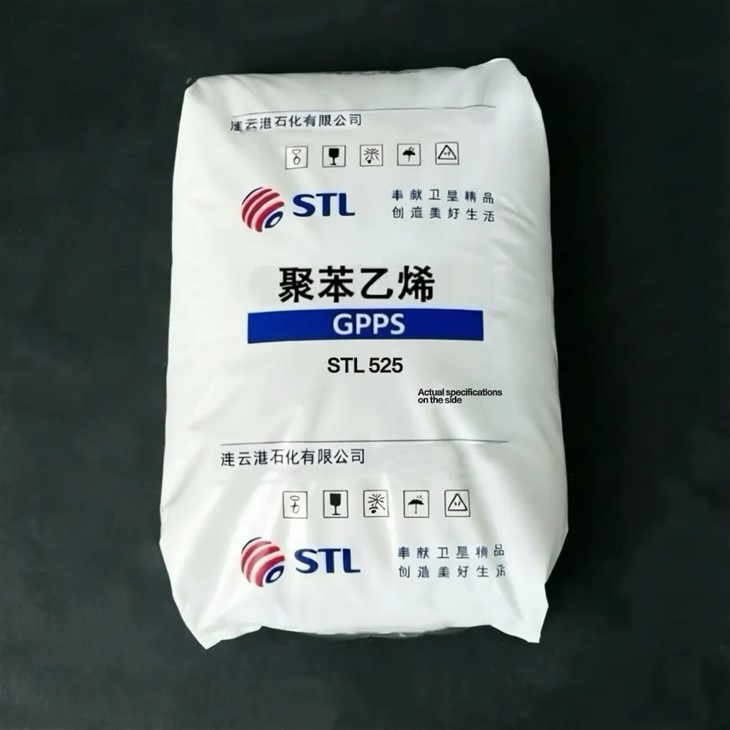 连云港石化有限公司
STL
奉献卫星精品
创造美好生活
聚苯乙烯
GPPS
STL 525
Actual specifications
on the side
连云港石化有限公司
STL
奉献卫星精品
创造美好生活